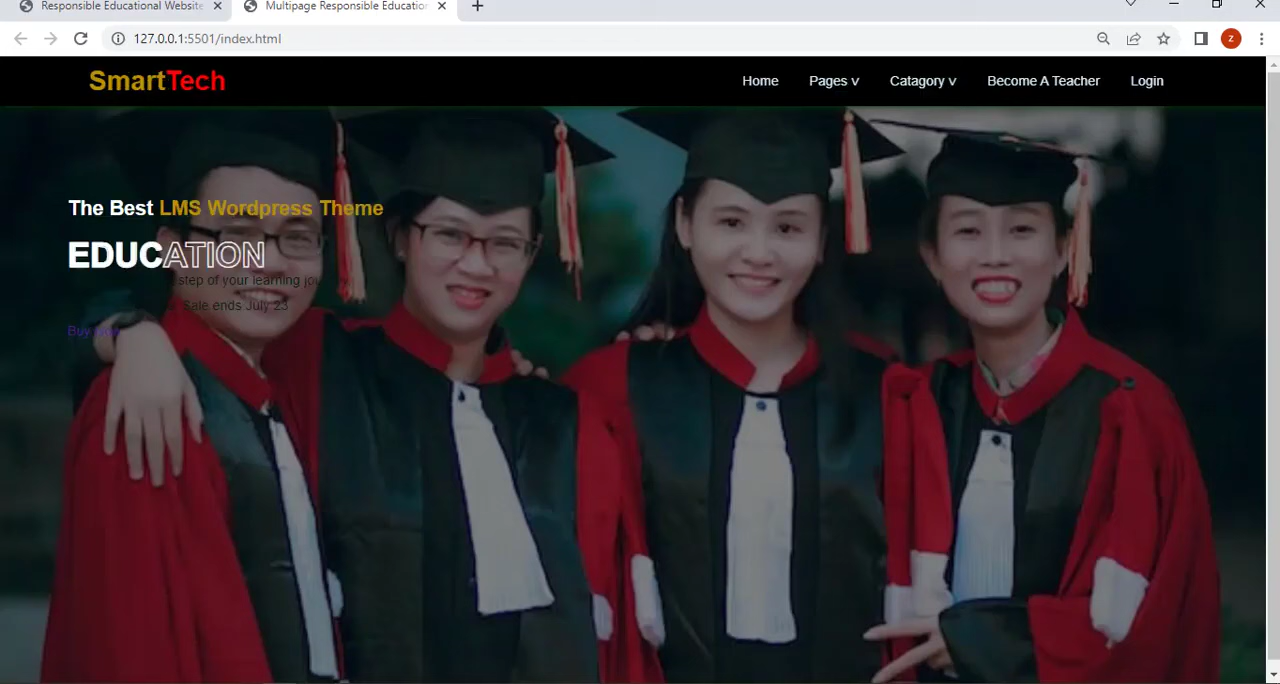 Responsible Educational Website
Multipage Responsible Education
127.0.0.1:5501/index.html
z
SmartTech
Home
Pages v
Catagory v
Become A Teacher
Login
The Best LMS Wordpress Theme
EDUCATION
step of your learning journey.
Sale ends July 23
Buy now